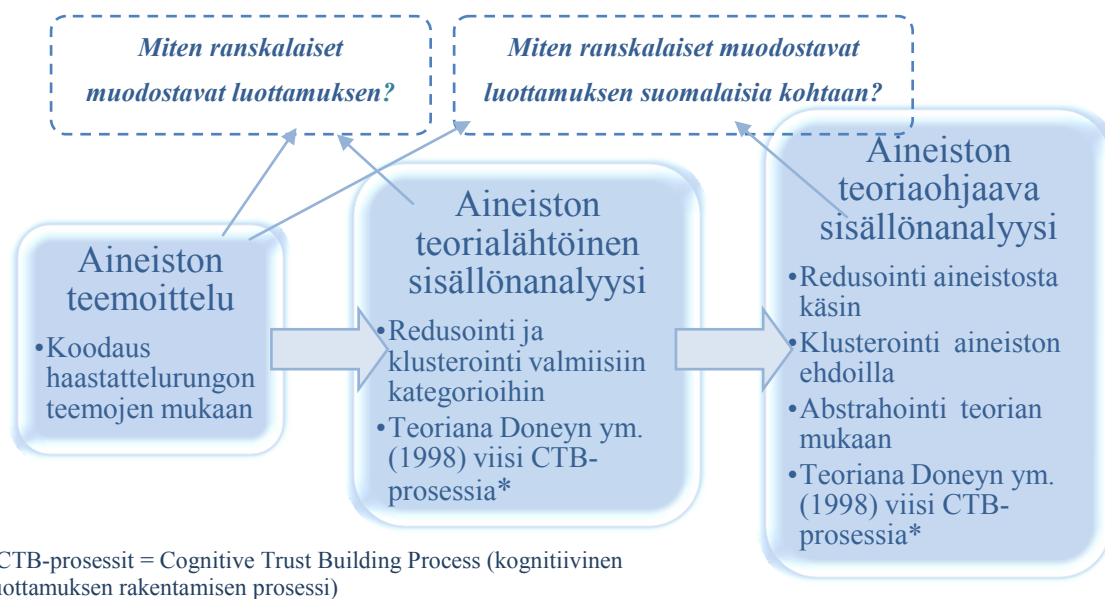 Miten ranskalaiset
muodostavat luottamuksen?
Miten ranskalaiset muodostavat
luottamuksen suomalaisia kohtaan?
Aineiston
teemoittelu
•Koodaus
haastattelurungon
teemojen mukaan
Aineiston
teorialähtöinen
sisällönanalyysi
•Redusointi ja
klusterointi valmiisiin
kategorioihin
•Teoriana Doneyn ym.
(1998) viisi CTB-
prosessia*
Aineiston
teoriaohjaava
sisällönanalyysi
•Redusointi aineistosta
käsin
•Klusterointi aineiston
ehdoilla
•Abstrahointi teorian
mukaan
•Teoriana Doneyn ym.
(1998) viisi CTB-
prosessia*
CTB-prosessit = Cognitive Trust Building Process (kognitiivinen
uottamuksen rakentamisen prosessi)